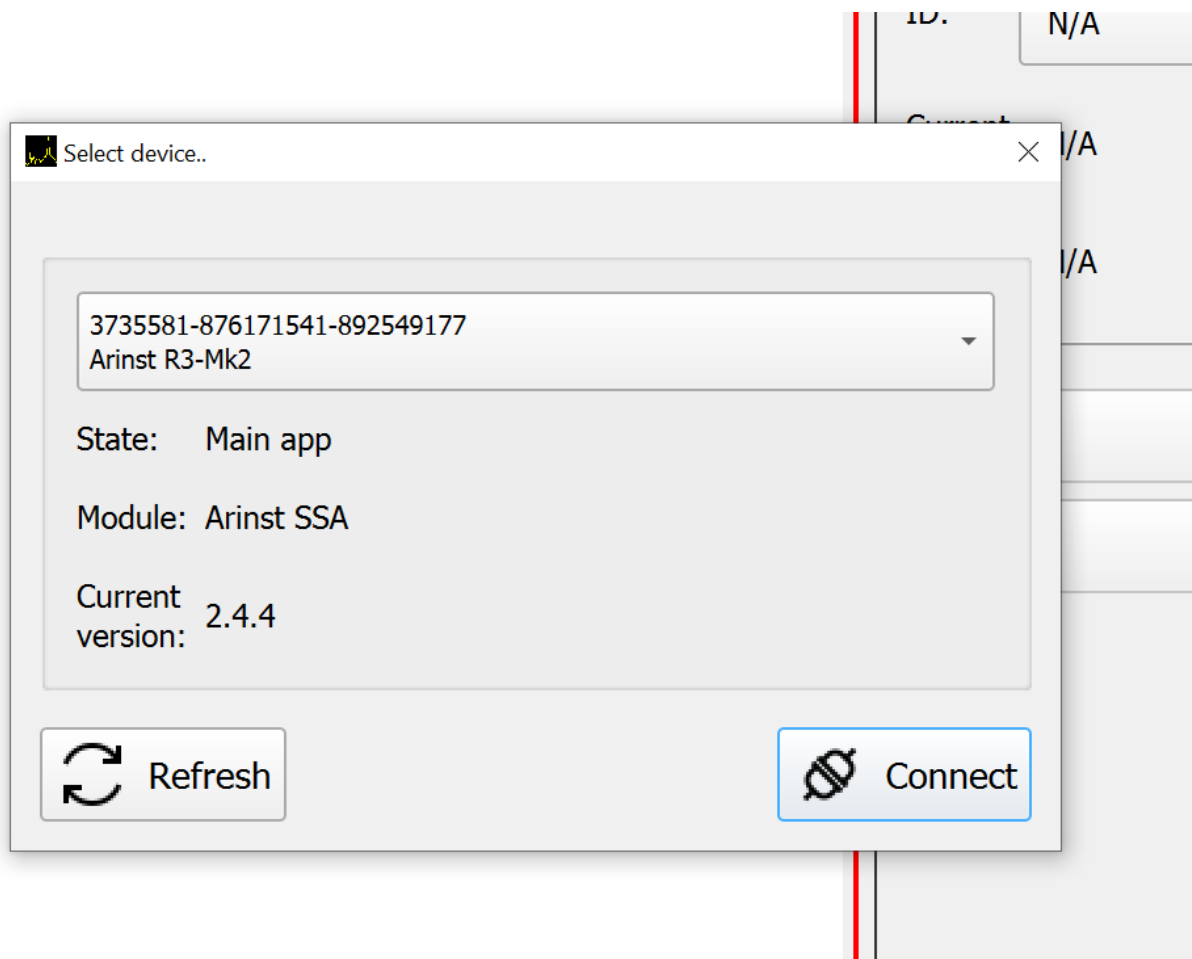 ID:
N/A
Select device..
N/A
3735581-876171541-892549177
Arinst R3-Mk2
State: Main app
Module: Arinst SSA
Current version: 2.4.4
Refresh
Connect